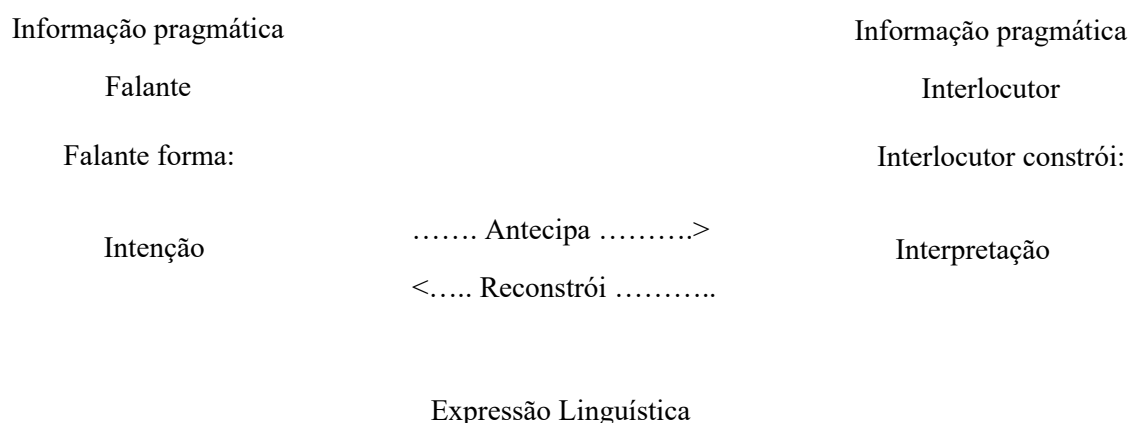 Informação pragmática Informação pragmática
Falante Interlocutor
Falante forma: Interlocutor constrói:
……. Antecipa ……….>
Intenção Interpretação
<….. Reconstrói ………..
Expressão Linguística